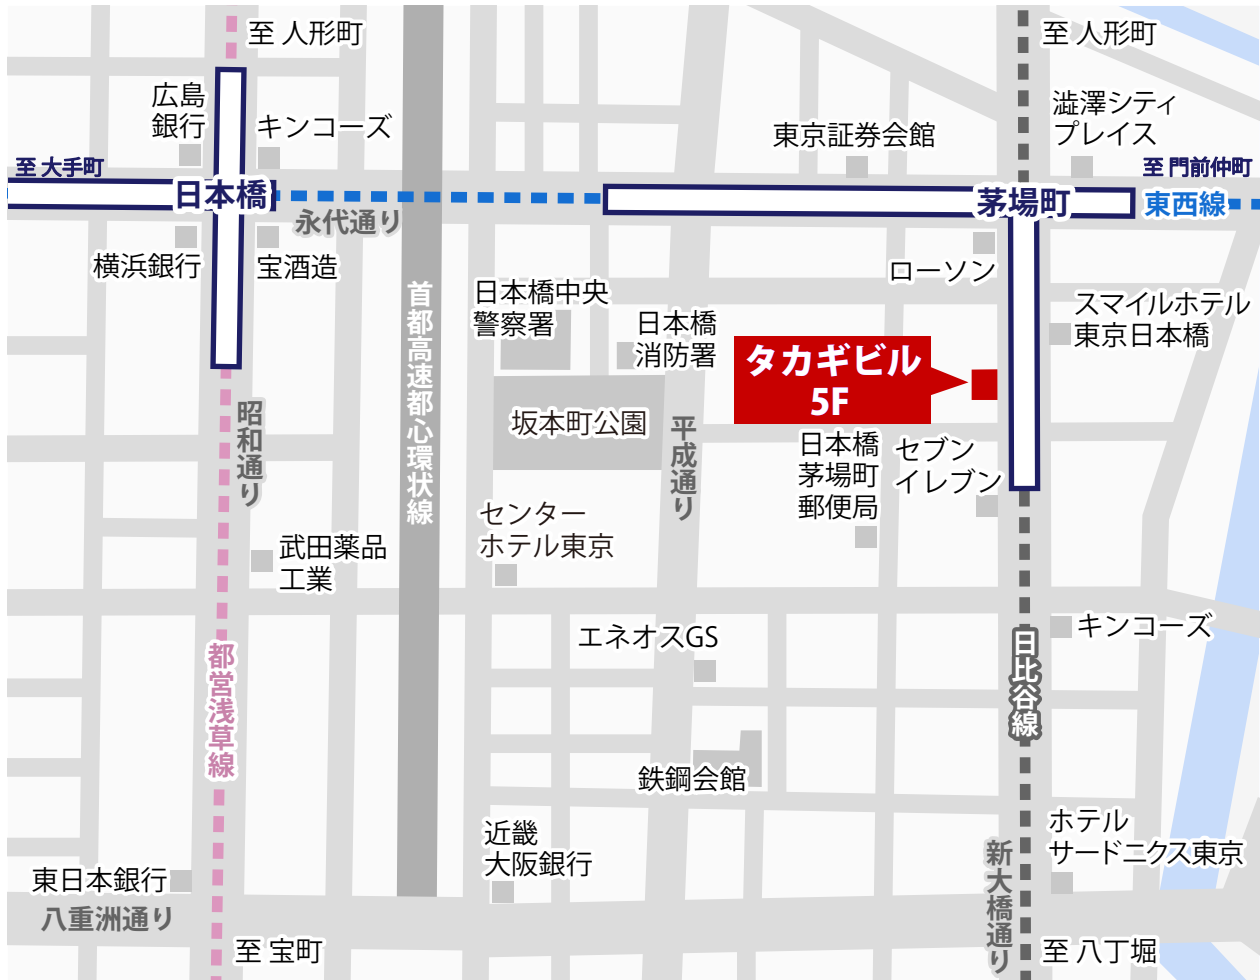 至 人形町
至 人形町
広島
銀行
キンコーズ
澁澤シティ
プレイス
東京証券会館
至 大手町
至 門前仲町
日本橋
茅場町
東西線
永代通り
横浜銀行
宝酒造
ローソン
首都高速都心環状線
日本橋中央
警察署
日本橋
消防署
スマイルホテル
東京日本橋
タカギビル
5F
昭和通り
坂本町公園
平成通り
日本橋
茅場町
郵便局
セブン
イレブン
センター
ホテル東京
武田薬品
工業
エネオスGS
キンコーズ
都営浅草線
日比谷線
鉄鋼会館
近畿
大阪銀行
ホテル
サードニクス東京
新大橋通り
東日本銀行
八重洲通り
至 宝町
至 八丁堀